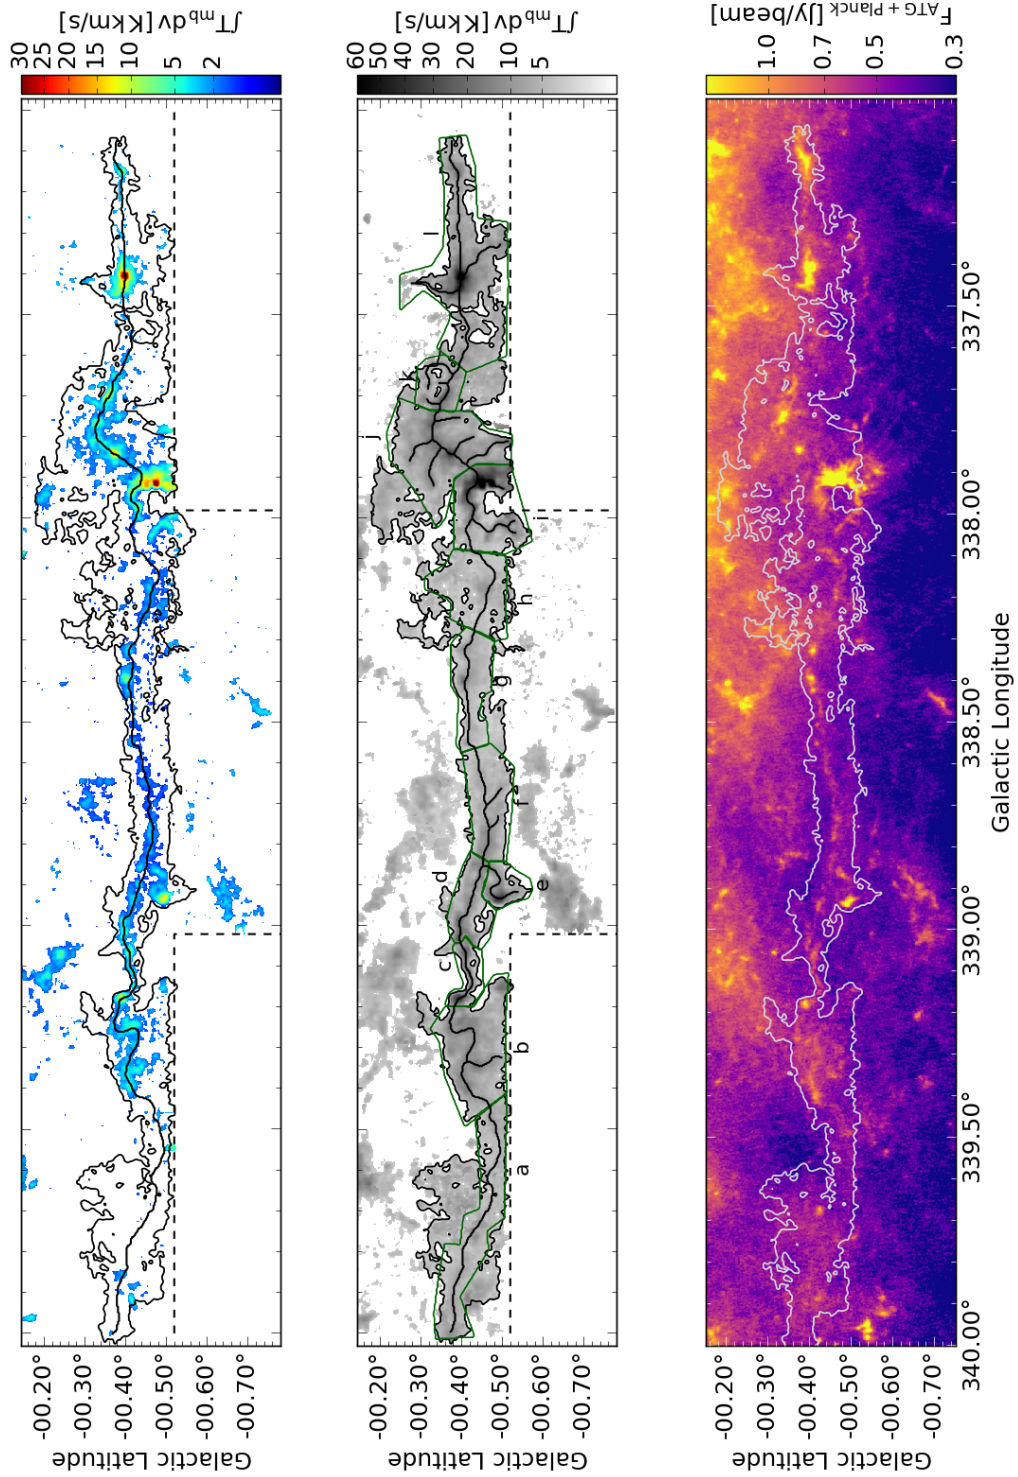 ∫T_mb dv [K km/s]
30
25
20
15
10
5
2
-00.20°
-00.30°
-00.40°
-00.50°
-00.60°
-00.70°
Galactic Latitude
∫T_mb dv [K km/s]
60
50
40
30
20
10
5
a
b
c
d
e
f
g
h
i
j
k
l
-00.20°
-00.30°
-00.40°
-00.50°
-00.60°
-00.70°
Galactic Latitude
F_ATG + Planck [Jy/beam]
1.0
0.7
0.5
0.3
-00.20°
-00.30°
-00.40°
-00.50°
-00.60°
-00.70°
Galactic Latitude
340.00°
339.50°
339.00°
338.50°
338.00°
337.50°
Galactic Longitude